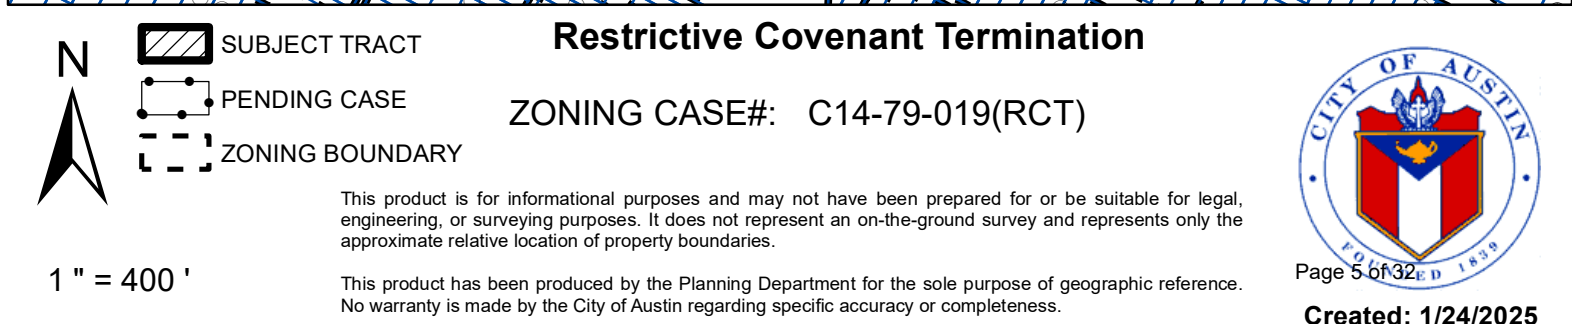 N
SUBJECT TRACT
PENDING CASE
ZONING BOUNDARY
1 " = 400 '
Restrictive Covenant Termination
ZONING CASE#: C14-79-019(RCT)
This product is for informational purposes and may not have been prepared for or be suitable for legal,
engineering, or surveying purposes. It does not represent an on-the-ground survey and represents only the
approximate relative location of property boundaries.
This product has been produced by the Planning Department for the sole purpose of geographic reference.
No warranty is made by the City of Austin regarding specific accuracy or completeness.
CITY OF AUSTIN
FOUNDED 1839
Page 5 of 32
Created: 1/24/2025